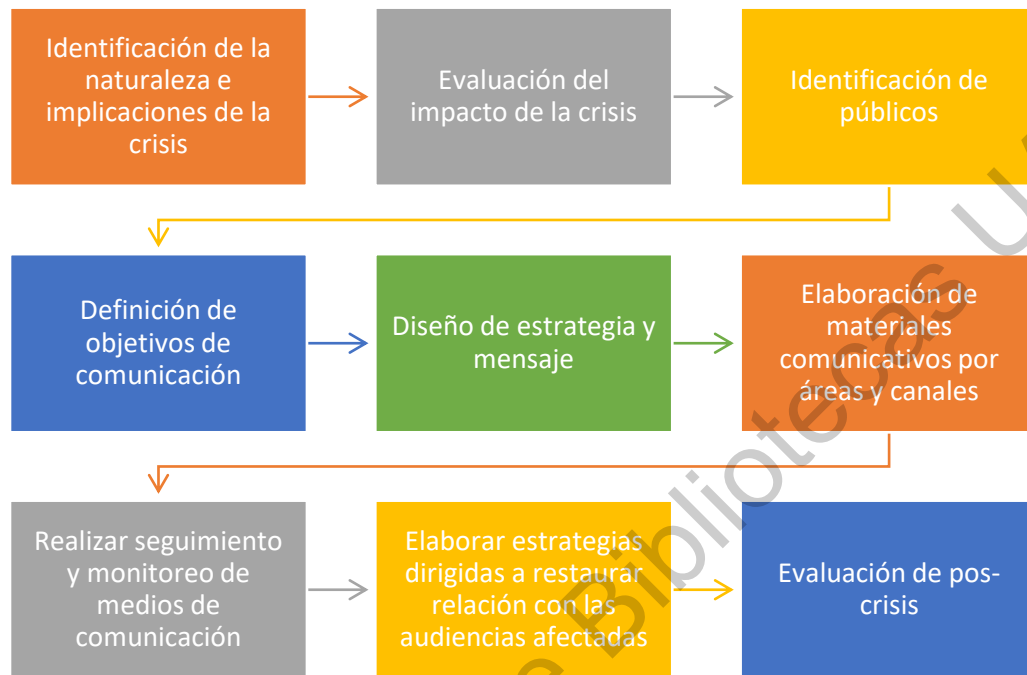 Identificación de la
naturaleza e
implicaciones de la
crisis
Evaluación del
impacto de la crisis
Identificación de
públicos
Definición de
objetivos de
comunicación
Diseño de estrategia y
mensaje
Elaboración de
materiales
comunicativos por
áreas y canales
Realizar seguimiento
y monitoreo de
medios de
comunicación
Elaborar estrategias
dirigidas a restaurar
relación con las
audiencias afectadas
Evaluación de pos-
crisis
Bibliotecas